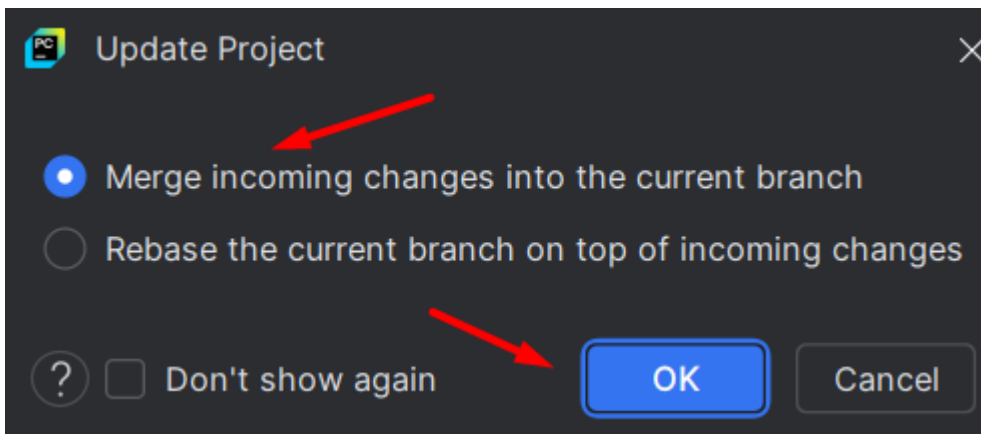 PC
Update Project
Merge incoming changes into the current branch
Rebase the current branch on top of incoming changes
? Don't show again OK Cancel